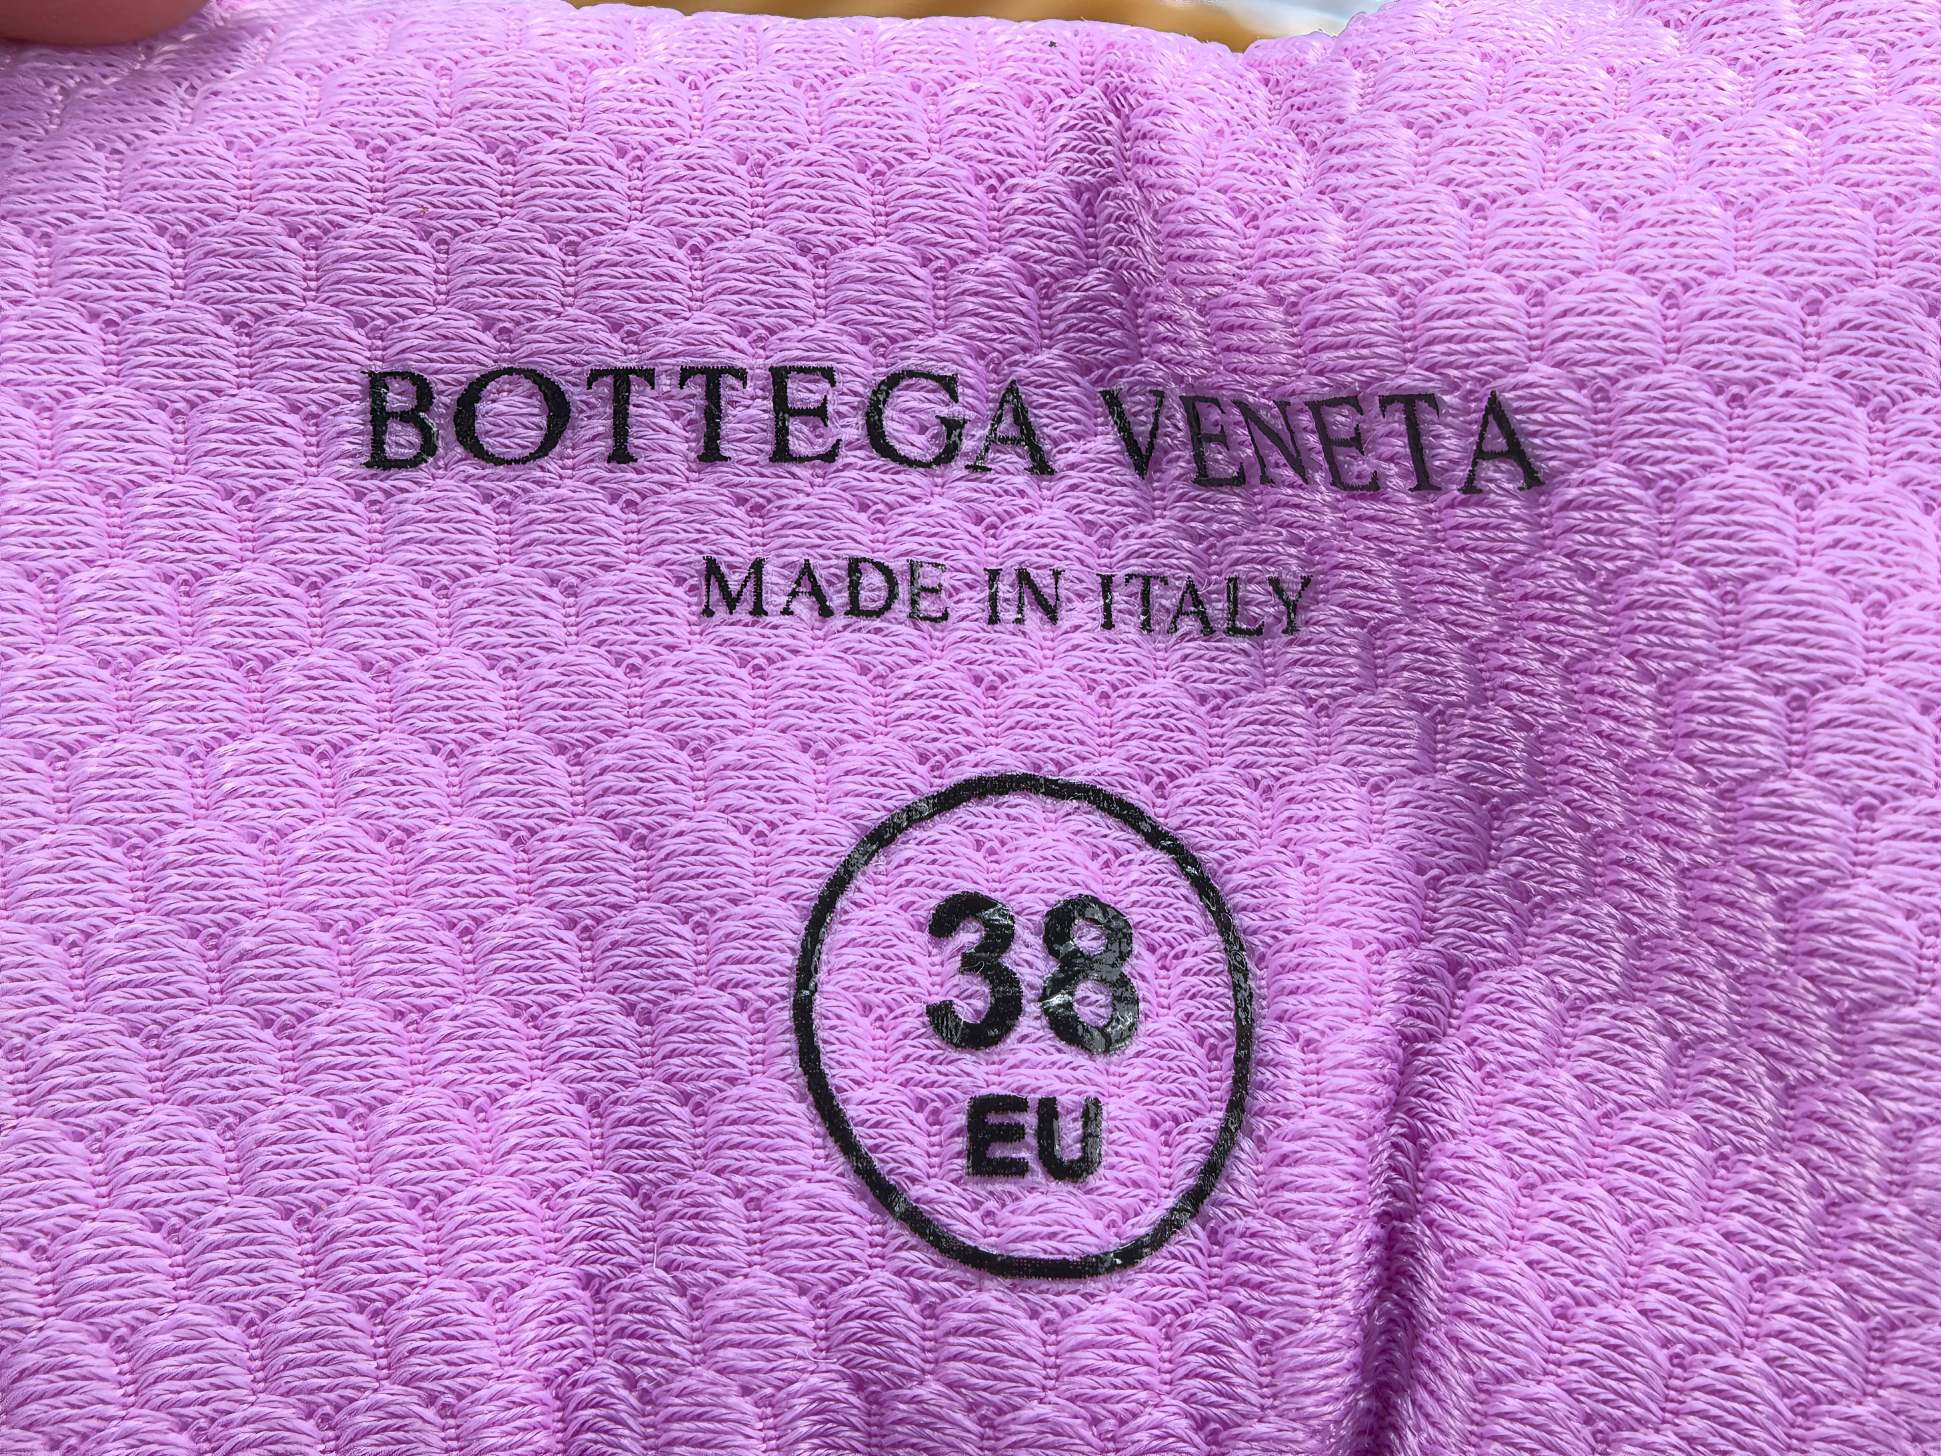 BOTTEGA VENETA
MADE IN ITALY
38
EU